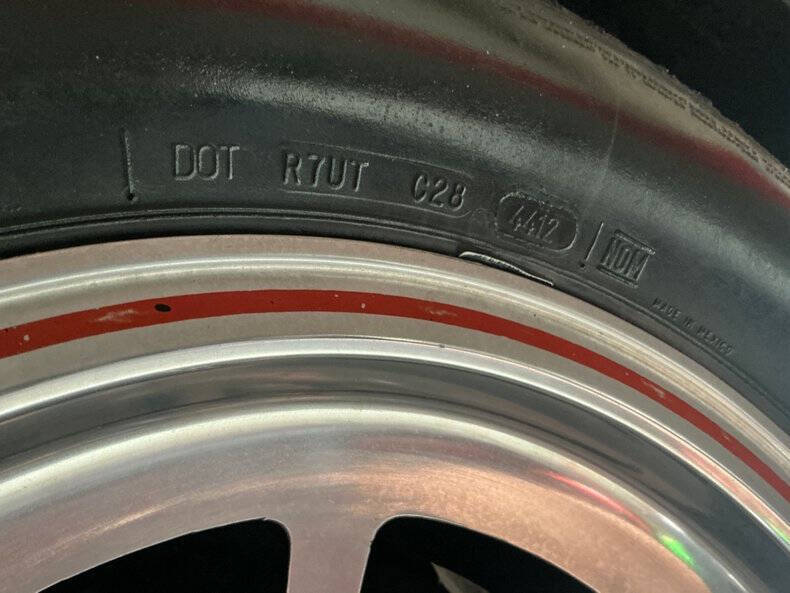 DOT R7UT C28 4412 NOM
MADE IN MEXICO